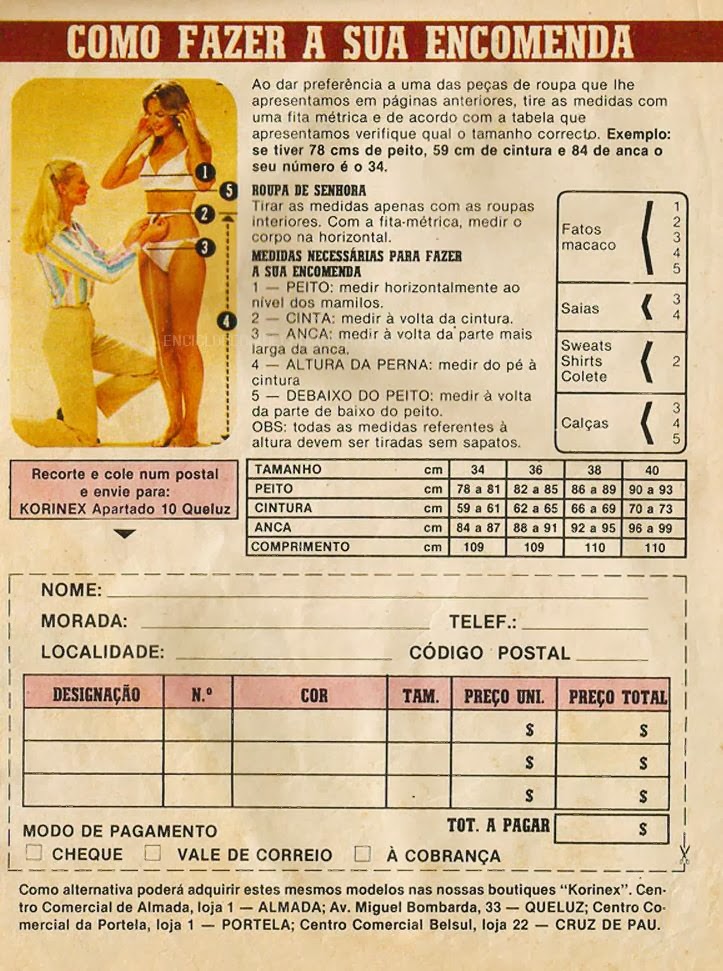 COMO FAZER A SUA ENCOMENDA
Ao dar preferência a uma das peças de roupa que lhe
apresentamos em páginas anteriores, tire as medidas com
uma fita métrica e de acordo com a tabela que
apresentamos verifique qual o tamanho correcto. Exemplo:
se tiver 78 cms de peito, 59 cm de cintura e 84 de anca o
seu número é o 34.
1
5
2
3
4
ROUPA DE SENHORA
Tirar as medidas apenas com as roupas
interiores. Com a fita-métrica, medir o
corpo na horizontal.
MEDIDAS NECESSÁRIAS PARA FAZER
A SUA ENCOMENDA
1 — PEITO: medir horizontalmente ao
nível dos mamilos.
2 — CINTA: medir à volta da cintura.
3 — ANCA: medir à volta da parte mais
larga da anca.
4 — ALTURA DA PERNA: medir do pé à
cintura
5 — DEBAIXO DO PEITO: medir à volta
da parte de baixo do peito.
OBS: todas as medidas referentes à
altura devem ser tiradas sem sapatos.
Fatos
macaco
1
2
3
4
5
Saias
3
4
Sweats
Shirts
Colete
2
Calças
3
4
5
Recorte e cole num postal
e envie para:
KORINEX Apartado 10 Queluz
TAMANHO cm 34 36 38 40
PEITO cm 78 a 81 82 a 85 86 a 89 90 a 93
CINTURA cm 59 a 61 62 a 65 66 a 69 70 a 73
ANCA cm 84 a 87 88 a 91 92 a 95 96 a 99
COMPRIMENTO cm 109 109 110 110
NOME:
MORADA: TELEF.:
LOCALIDADE: CÓDIGO POSTAL
DESIGNAÇÃO N.º COR TAM. PREÇO UNI. PREÇO TOTAL
$ $
$ $
$ $
MODO DE PAGAMENTO TOT. A PAGAR $
CHEQUE VALE DE CORREIO À COBRANÇA
Como alternativa poderá adquirir estes mesmos modelos nas nossas boutiques "Korinex". Cen-
tro Comercial de Almada, loja 1 — ALMADA; Av. Miguel Bombarda, 33 — QUELUZ; Centro Co-
mercial da Portela, loja 1 — PORTELA; Centro Comercial Belsul, loja 22 — CRUZ DE PAU.